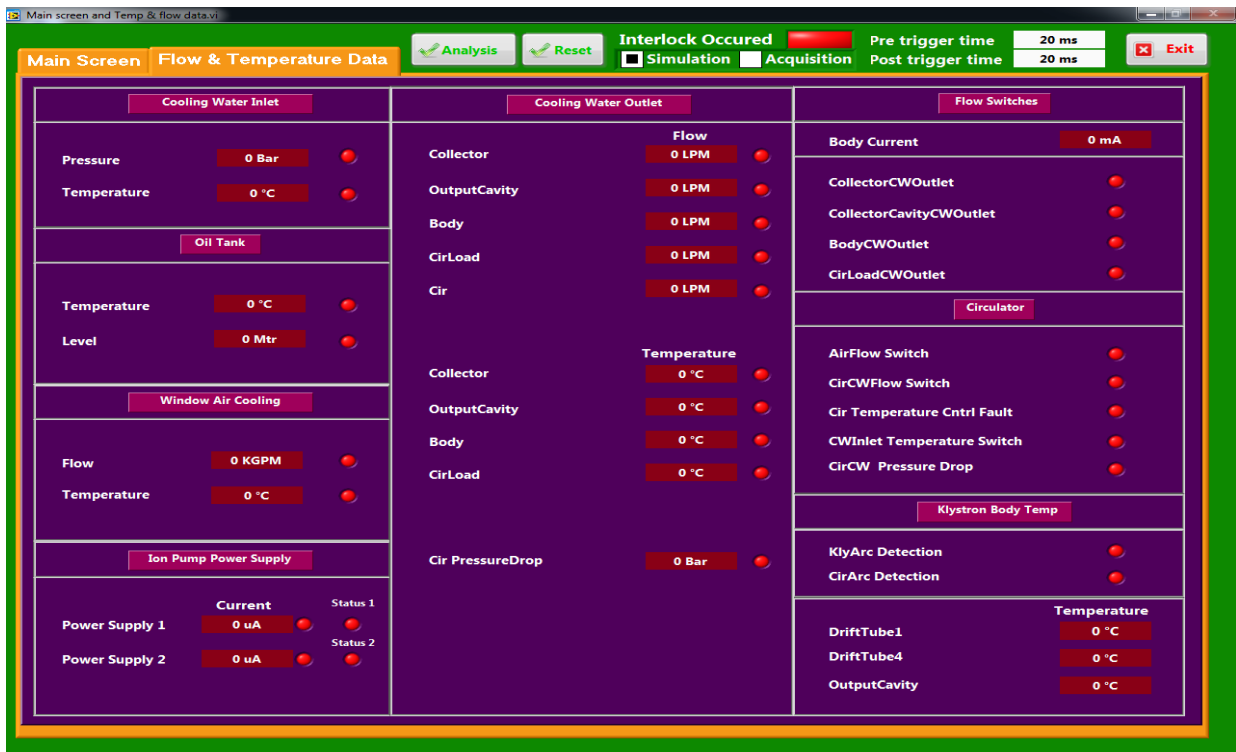 Main screen and Temp & flow data.vi
Main Screen
Flow & Temperature Data
Analysis
Reset
Interlock Occured
Simulation
Acquisition
Pre trigger time
20 ms
Post trigger time
20 ms
Exit
Cooling Water Inlet
Pressure
0 Bar
Temperature
0 °C
Oil Tank
Temperature
0 °C
Level
0 Mtr
Window Air Cooling
Flow
0 KGPM
Temperature
0 °C
Ion Pump Power Supply
Current
Status 1
Power Supply 1
0 uA
Status 2
Power Supply 2
0 uA
Cooling Water Outlet
Flow
Collector
0 LPM
OutputCavity
0 LPM
Body
0 LPM
CirLoad
0 LPM
Cir
0 LPM
Temperature
Collector
0 °C
OutputCavity
0 °C
Body
0 °C
CirLoad
0 °C
Cir PressureDrop
0 Bar
Flow Switches
Body Current
0 mA
CollectorCWOutlet
CollectorCavityCWOutlet
BodyCWOutlet
CirLoadCWOutlet
Circulator
AirFlow Switch
CirCWFlow Switch
Cir Temperature Cntrl Fault
CWInlet Temperature Switch
CirCW Pressure Drop
Klystron Body Temp
KlyArc Detection
CirArc Detection
Temperature
DriftTube1
0 °C
DriftTube4
0 °C
OutputCavity
0 °C